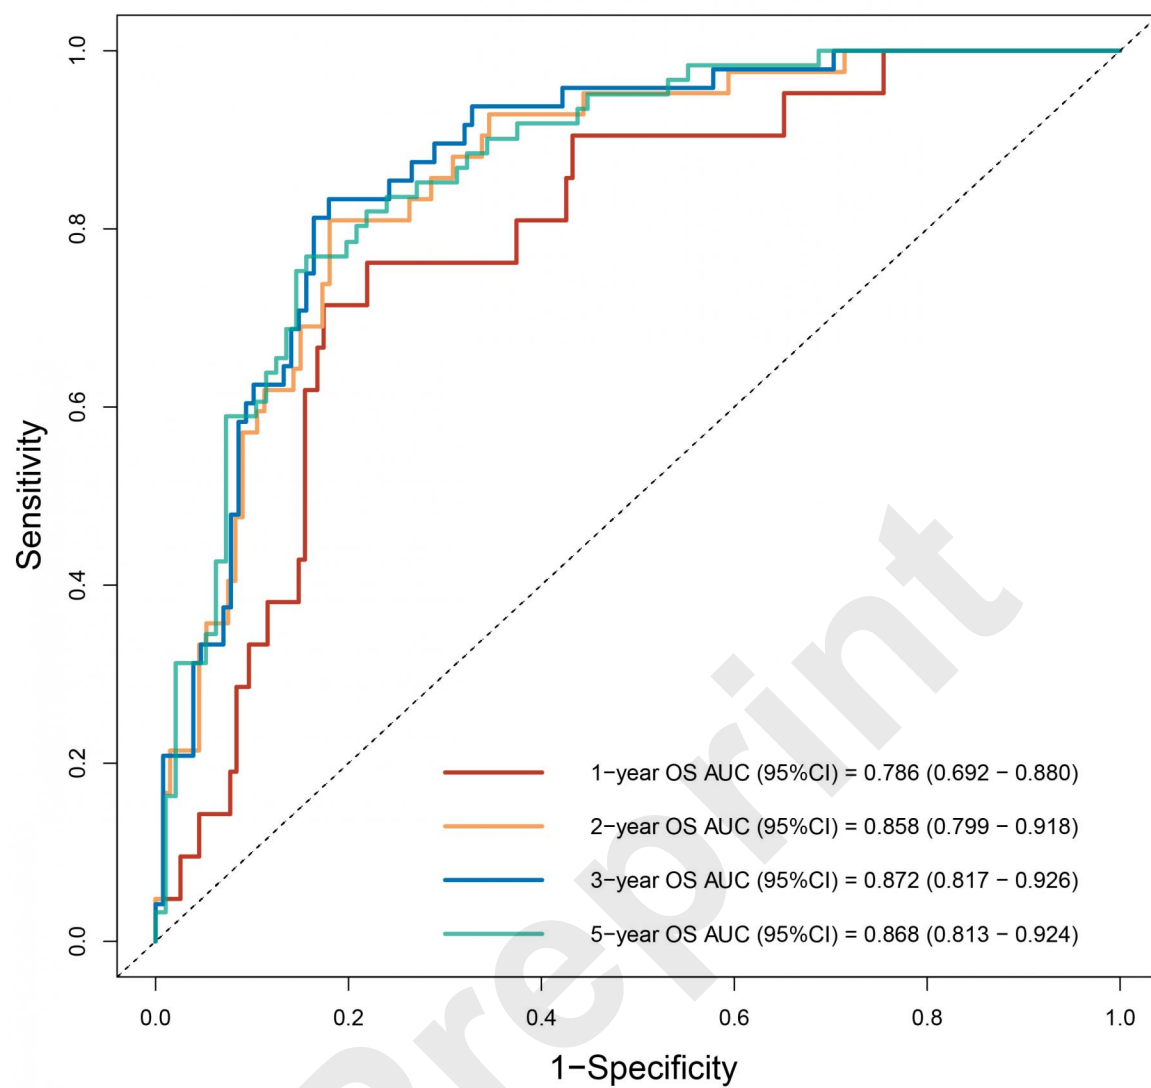 Sensitivity
1.0
0.8
0.6
0.4
0.2
0.0
1−year OS AUC (95%CI) = 0.786 (0.692 − 0.880)
2−year OS AUC (95%CI) = 0.858 (0.799 − 0.918)
3−year OS AUC (95%CI) = 0.872 (0.817 − 0.926)
5−year OS AUC (95%CI) = 0.868 (0.813 − 0.924)
0.0 0.2 0.4 0.6 0.8 1.0
1−Specificity
Preprint